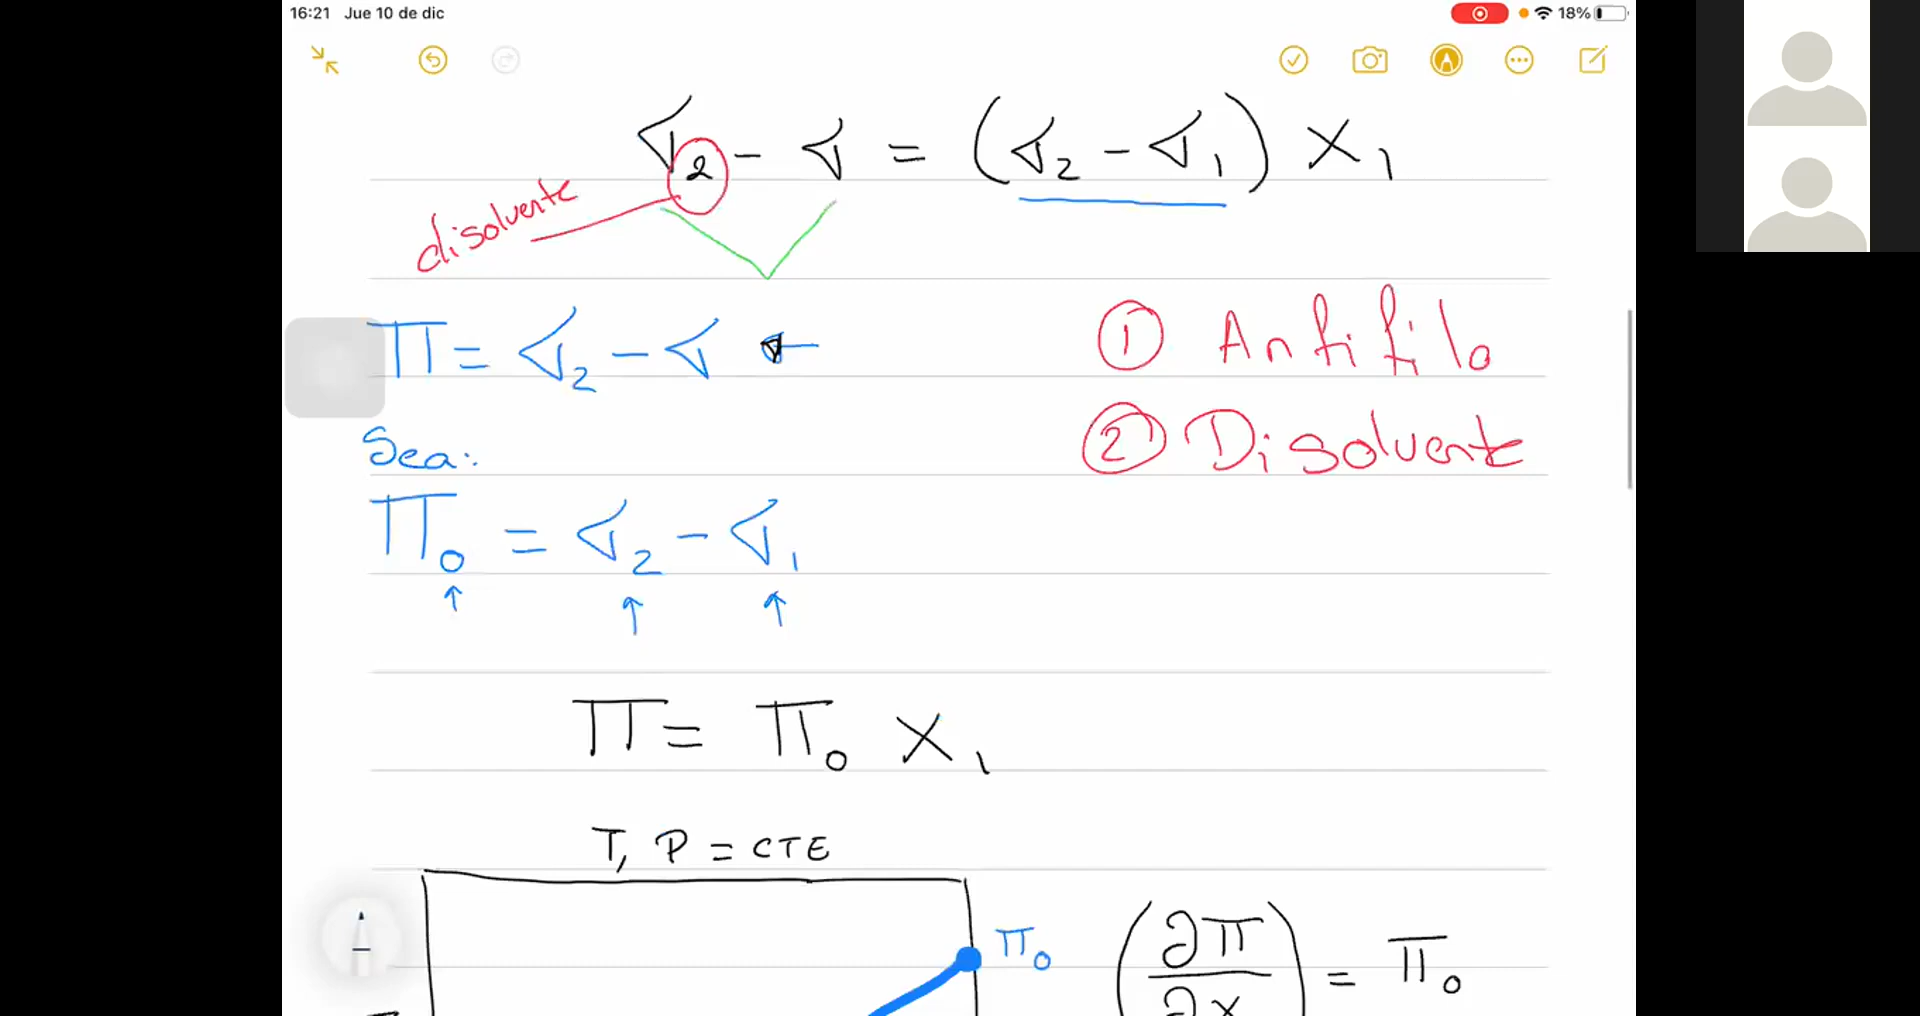 16:21 Jue 10 de dic 18%
σ₂ - σ = (σ₂ - σ₁) X₁
disolvente
Π = σ₂ - σ ←
① Anfifilo
Sea:
② Disolvente
Π₀ = σ₂ - σ₁
↑ ↑ ↑
Π = Π₀ X₁
T, P = CTE
Π₀
(∂π/∂X) = Π₀